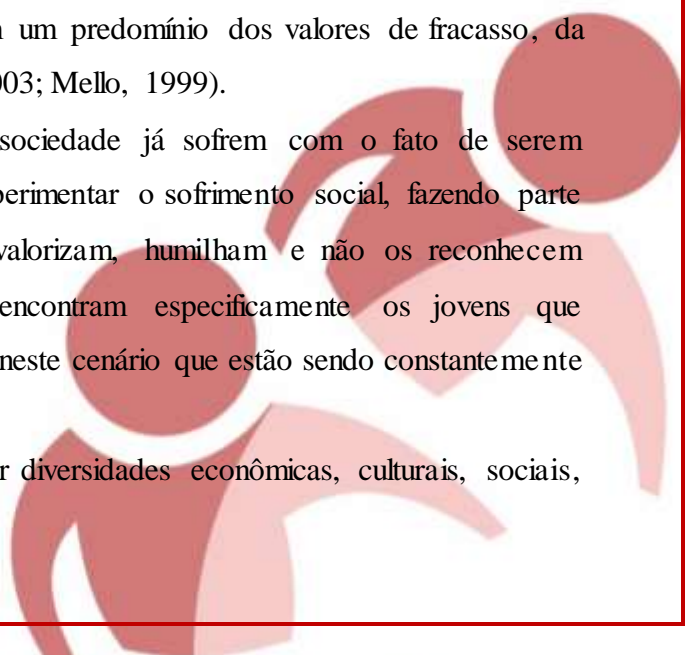 um predomínio dos valores de fracasso, da
003; Mello, 1999).
sociedade já sofrem com o fato de serem
perimentar o sofrimento social, fazendo parte
valorizam, humilham e não os reconhecem
encontram especificamente os jovens que
neste cenário que estão sendo constantemente
r diversidades econômicas, culturais, sociais,